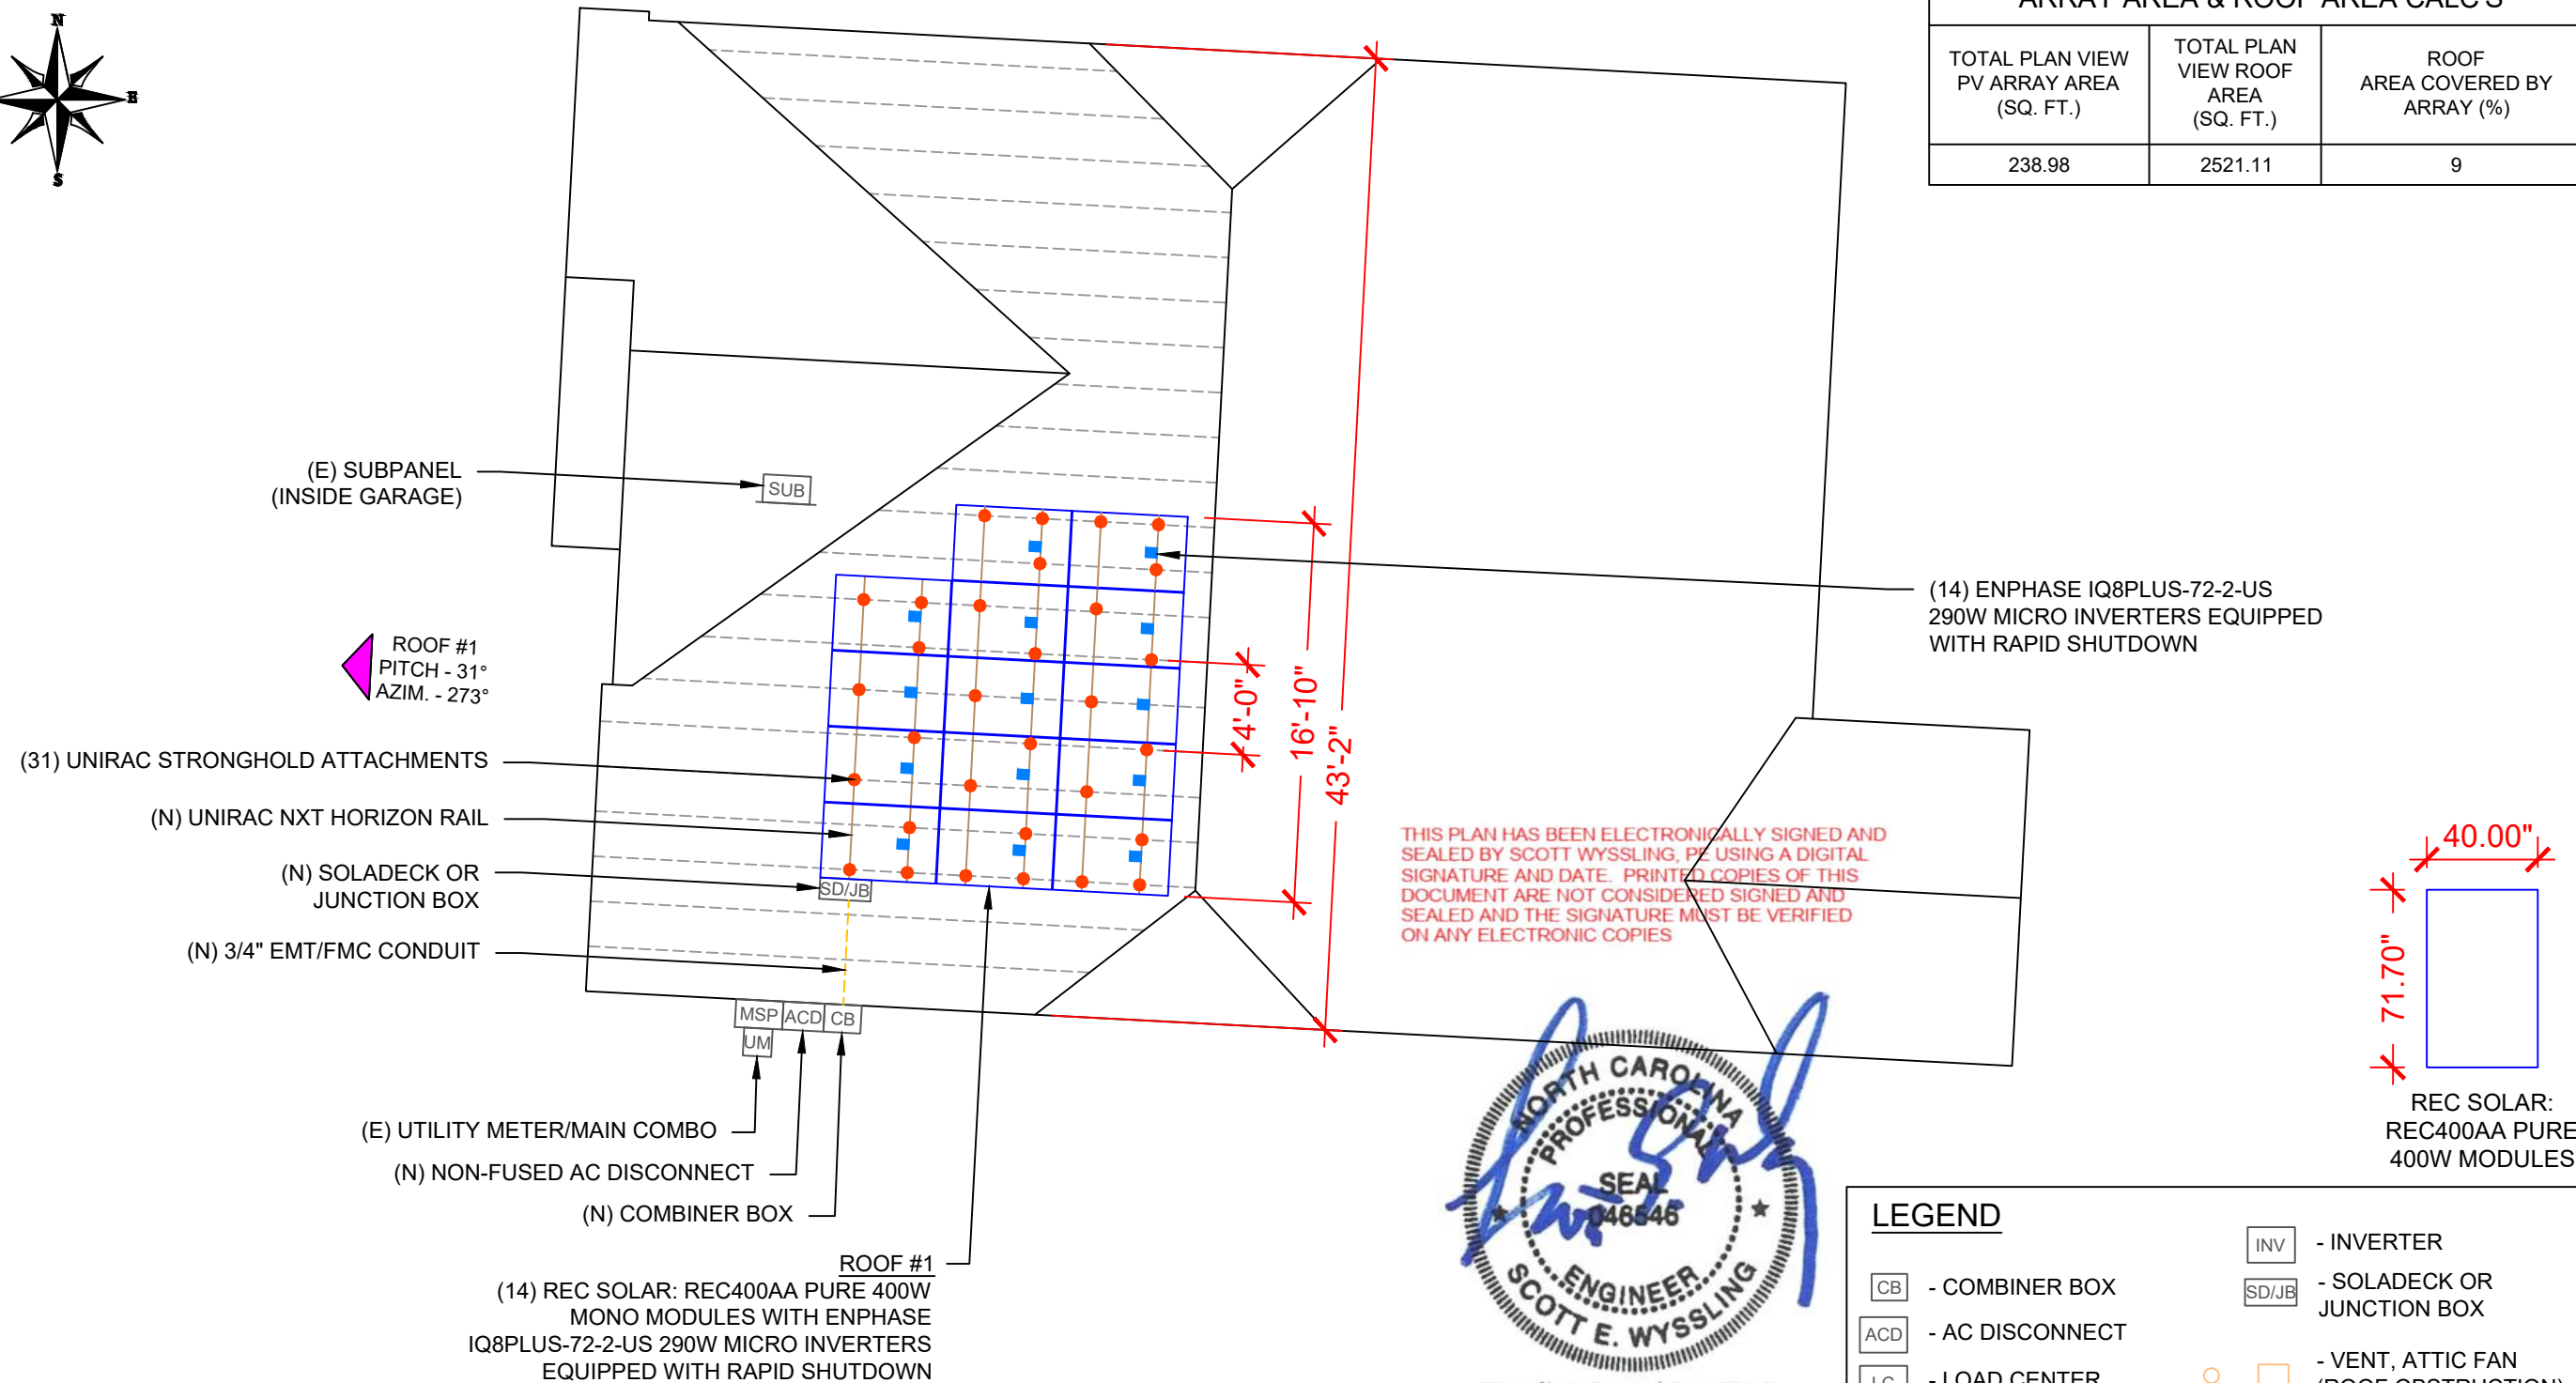 N
E
S
ARRAY AREA & ROOF AREA CALC'S
TOTAL PLAN VIEW
PV ARRAY AREA
(SQ. FT.)
TOTAL PLAN
VIEW ROOF
AREA
(SQ. FT.)
ROOF
AREA COVERED BY
ARRAY (%)
238.98
2521.11
9
(E) SUBPANEL
(INSIDE GARAGE)
SUB
ROOF #1
PITCH - 31°
AZIM. - 273°
(14) ENPHASE IQ8PLUS-72-2-US
290W MICRO INVERTERS EQUIPPED
WITH RAPID SHUTDOWN
4'-0"
16'-10"
43'-2"
(31) UNIRAC STRONGHOLD ATTACHMENTS
(N) UNIRAC NXT HORIZON RAIL
(N) SOLADECK OR
JUNCTION BOX
SD/JB
(N) 3/4" EMT/FMC CONDUIT
MSP
ACD
CB
UM
(E) UTILITY METER/MAIN COMBO
(N) NON-FUSED AC DISCONNECT
(N) COMBINER BOX
ROOF #1
(14) REC SOLAR: REC400AA PURE 400W
MONO MODULES WITH ENPHASE
IQ8PLUS-72-2-US 290W MICRO INVERTERS
EQUIPPED WITH RAPID SHUTDOWN
THIS PLAN HAS BEEN ELECTRONICALLY SIGNED AND
SEALED BY SCOTT WYSSLING, PE USING A DIGITAL
SIGNATURE AND DATE. PRINTED COPIES OF THIS
DOCUMENT ARE NOT CONSIDERED SIGNED AND
SEALED AND THE SIGNATURE MUST BE VERIFIED
ON ANY ELECTRONIC COPIES
NORTH CAROLINA
PROFESSIONAL
SEAL
046546
ENGINEER
SCOTT E. WYSSLING
40.00"
71.70"
REC SOLAR:
REC400AA PURE
400W MODULES
LEGEND
CB - COMBINER BOX
ACD - AC DISCONNECT
LC - LOAD CENTER
INV - INVERTER
SD/JB - SOLADECK OR
JUNCTION BOX
- VENT, ATTIC FAN
(ROOF OBSTRUCTION)